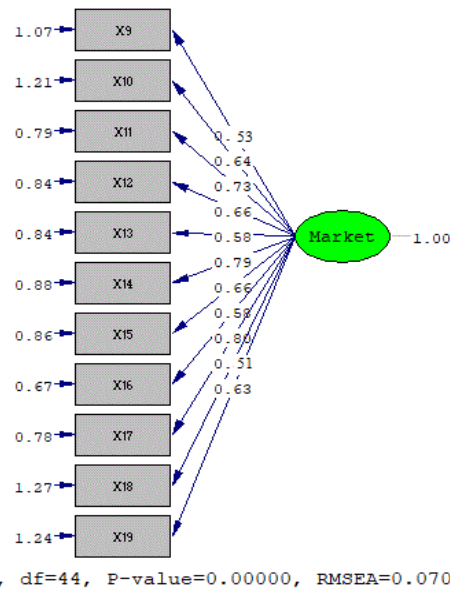 1.07 X9
1.21 X10
0.79 X11
0.84 X12
0.84 X13
0.88 X14
0.86 X15
0.67 X16
0.78 X17
1.27 X18
1.24 X19
0.53
0.64
0.73
0.66
0.58
0.79
0.66
0.58
0.80
0.51
0.63
Market 1.00
, df=44, P-value=0.00000, RMSEA=0.070